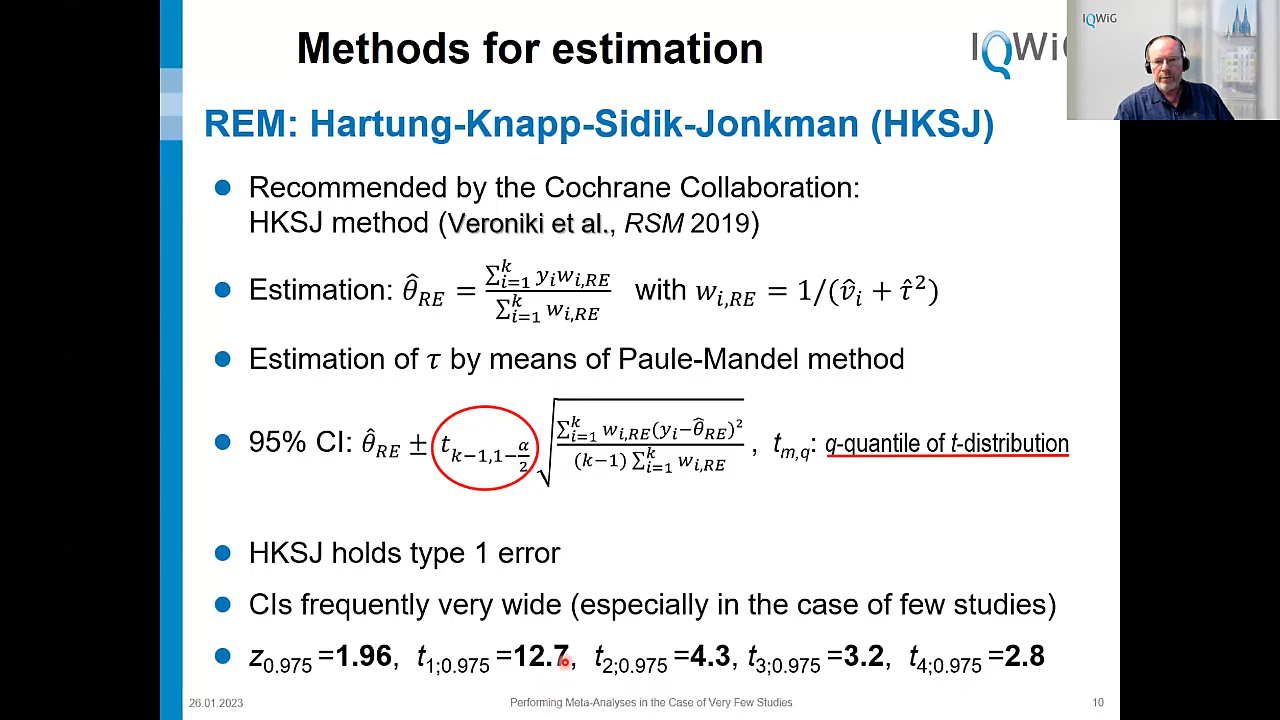 Methods for estimation
IQWiG
IQWiG
REM: Hartung-Knapp-Sidik-Jonkman (HKSJ)
● Recommended by the Cochrane Collaboration:
HKSJ method (Veroniki et al., RSM 2019)
● Estimation: θ̂_RE = (∑_{i=1}^{k} y_i w_{i,RE}) / (∑_{i=1}^{k} w_{i,RE}) with w_{i,RE} = 1/(v̂_i + τ̂²)
● Estimation of τ by means of Paule-Mandel method
● 95% CI: θ̂_RE ± t_{k−1,1−α/2} √((∑_{i=1}^{k} w_{i,RE}(y_i−θ̂_RE)²) / ((k−1) ∑_{i=1}^{k} w_{i,RE})) , t_{m,q}: q-quantile of t-distribution
● HKSJ holds type 1 error
● CIs frequently very wide (especially in the case of few studies)
● z_{0.975} =1.96, t_{1;0.975} =12.7, t_{2;0.975} =4.3, t_{3;0.975} =3.2, t_{4;0.975} =2.8
26.01.2023 Performing Meta-Analyses in the Case of Very Few Studies 10